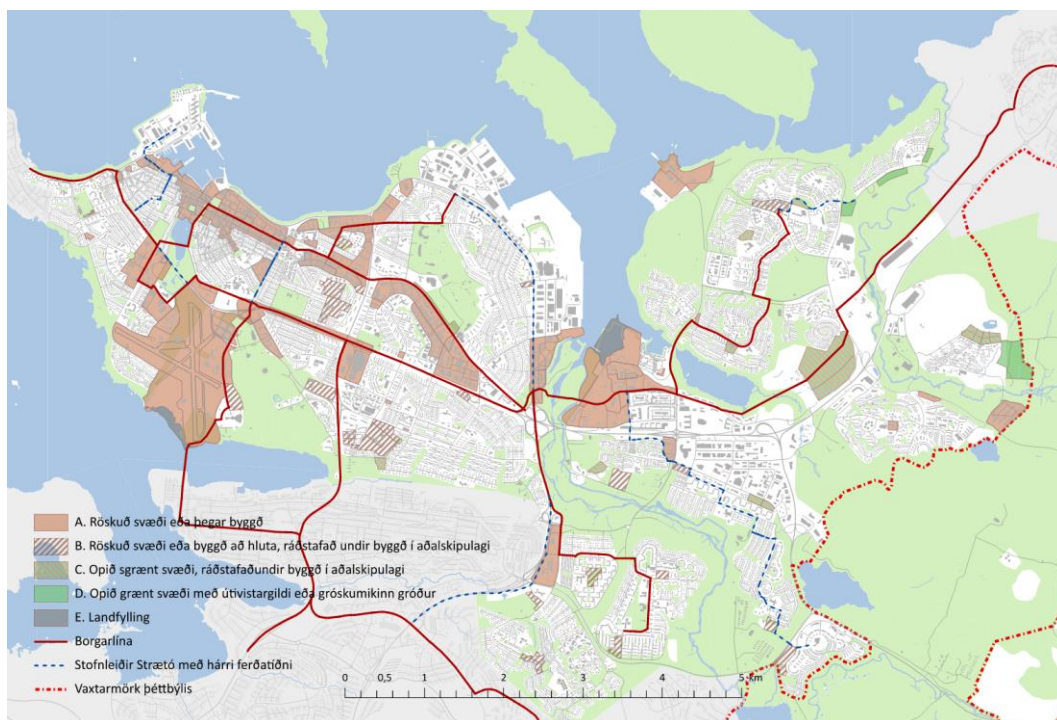 A. Röskuð svæði eða þegar byggð
B. Röskuð svæði eða byggð að hluta, ráðstafað undir byggð í aðalskipulagi
C. Opið sgrænt svæði, ráðstafaðundir byggð í aðalskipulagi
D. Opið grænt svæði með útivistargildi eða gróskumikinn gróður
E. Landfylling
Borgarlína
Stofnleiðir Strætó með hárri ferðatíðni
Vaxtarmörk þéttbýlis
0 0,5 1 2 3 4 5 km